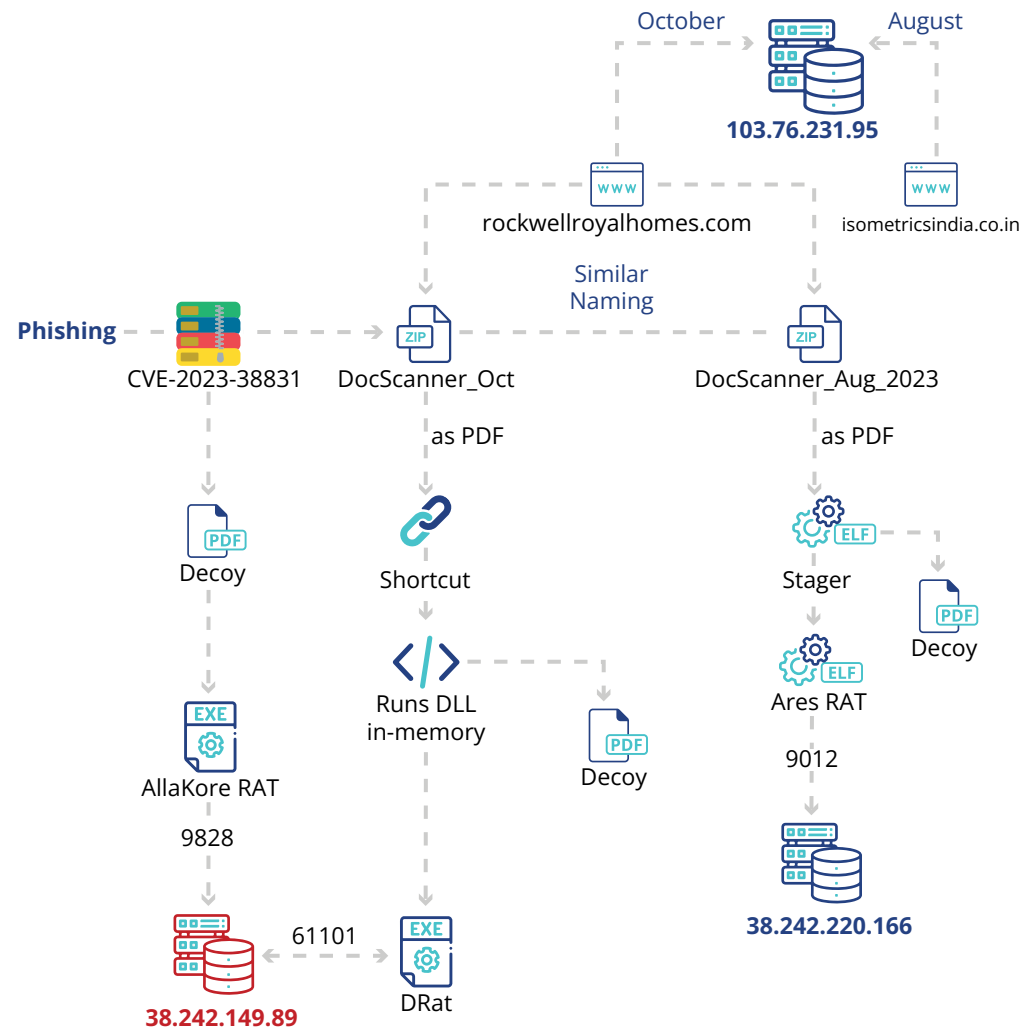 October
August
103.76.231.95
WWW
WWW
rockwellroyalhomes.com
isometricsindia.co.in
Similar
Naming
Phishing
ZIP
ZIP
CVE-2023-38831
DocScanner_Oct
DocScanner_Aug_2023
as PDF
as PDF
PDF
Decoy
Shortcut
ELF
Stager
PDF
Decoy
EXE
AllaKore RAT
Runs DLL
in-memory
PDF
Decoy
ELF
Ares RAT
9828
9012
38.242.220.166
61101
EXE
DRat
38.242.149.89